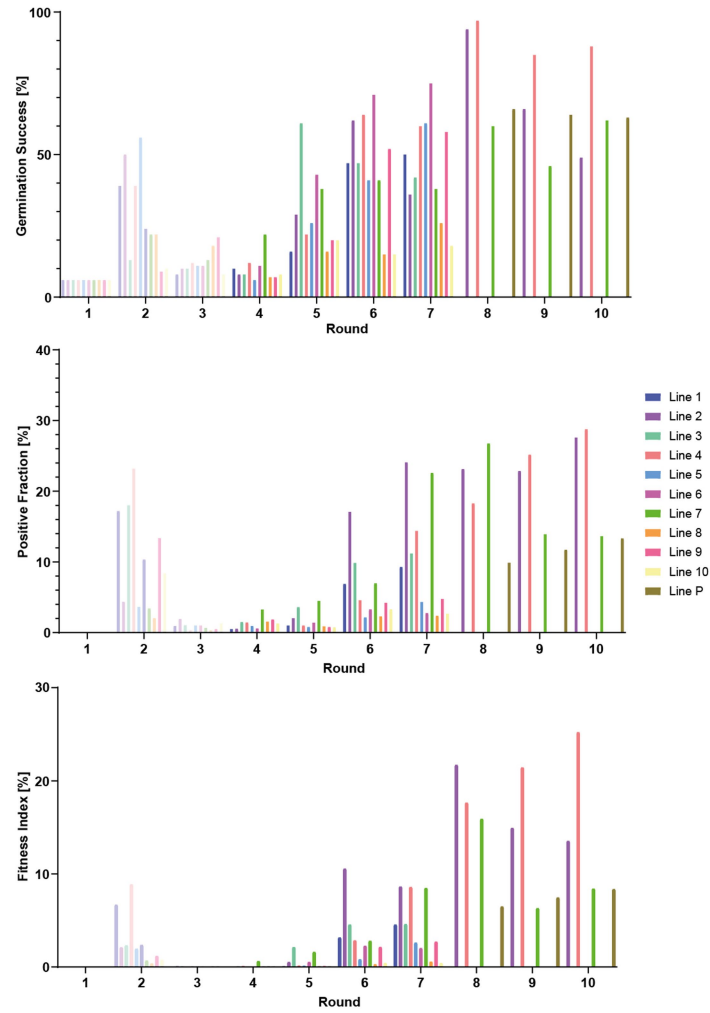 Germination Success [%]
100
50
0
1 2 3 4 5 6 7 8 9 10
Round
Positive Fraction [%]
40
30
20
10
0
1 2 3 4 5 6 7 8 9 10
Round
Line 1
Line 2
Line 3
Line 4
Line 5
Line 6
Line 7
Line 8
Line 9
Line 10
Line P
Fitness Index [%]
30
20
10
0
1 2 3 4 5 6 7 8 9 10
Round